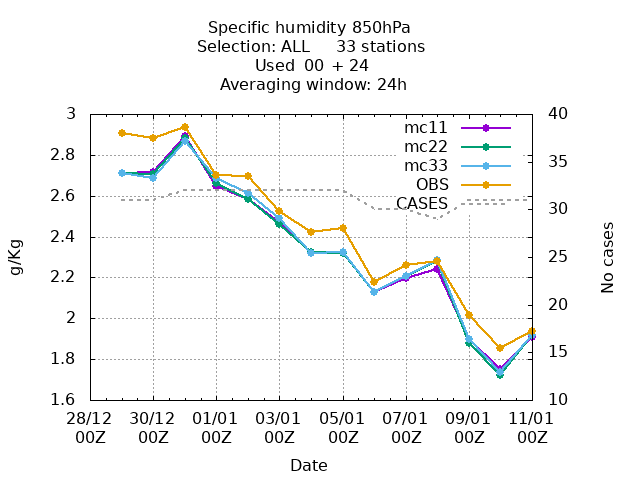 Specific humidity 850hPa
Selection: ALL 33 stations
Used 00 + 24
Averaging window: 24h
3
2.8
2.6
2.4
2.2
2
1.8
1.6
g/Kg
40
35
30
25
20
15
10
No cases
mc11
mc22
mc33
OBS
CASES
28/12 30/12 01/01 03/01 05/01 07/01 09/01 11/01
00Z 00Z 00Z 00Z 00Z 00Z 00Z 00Z
Date